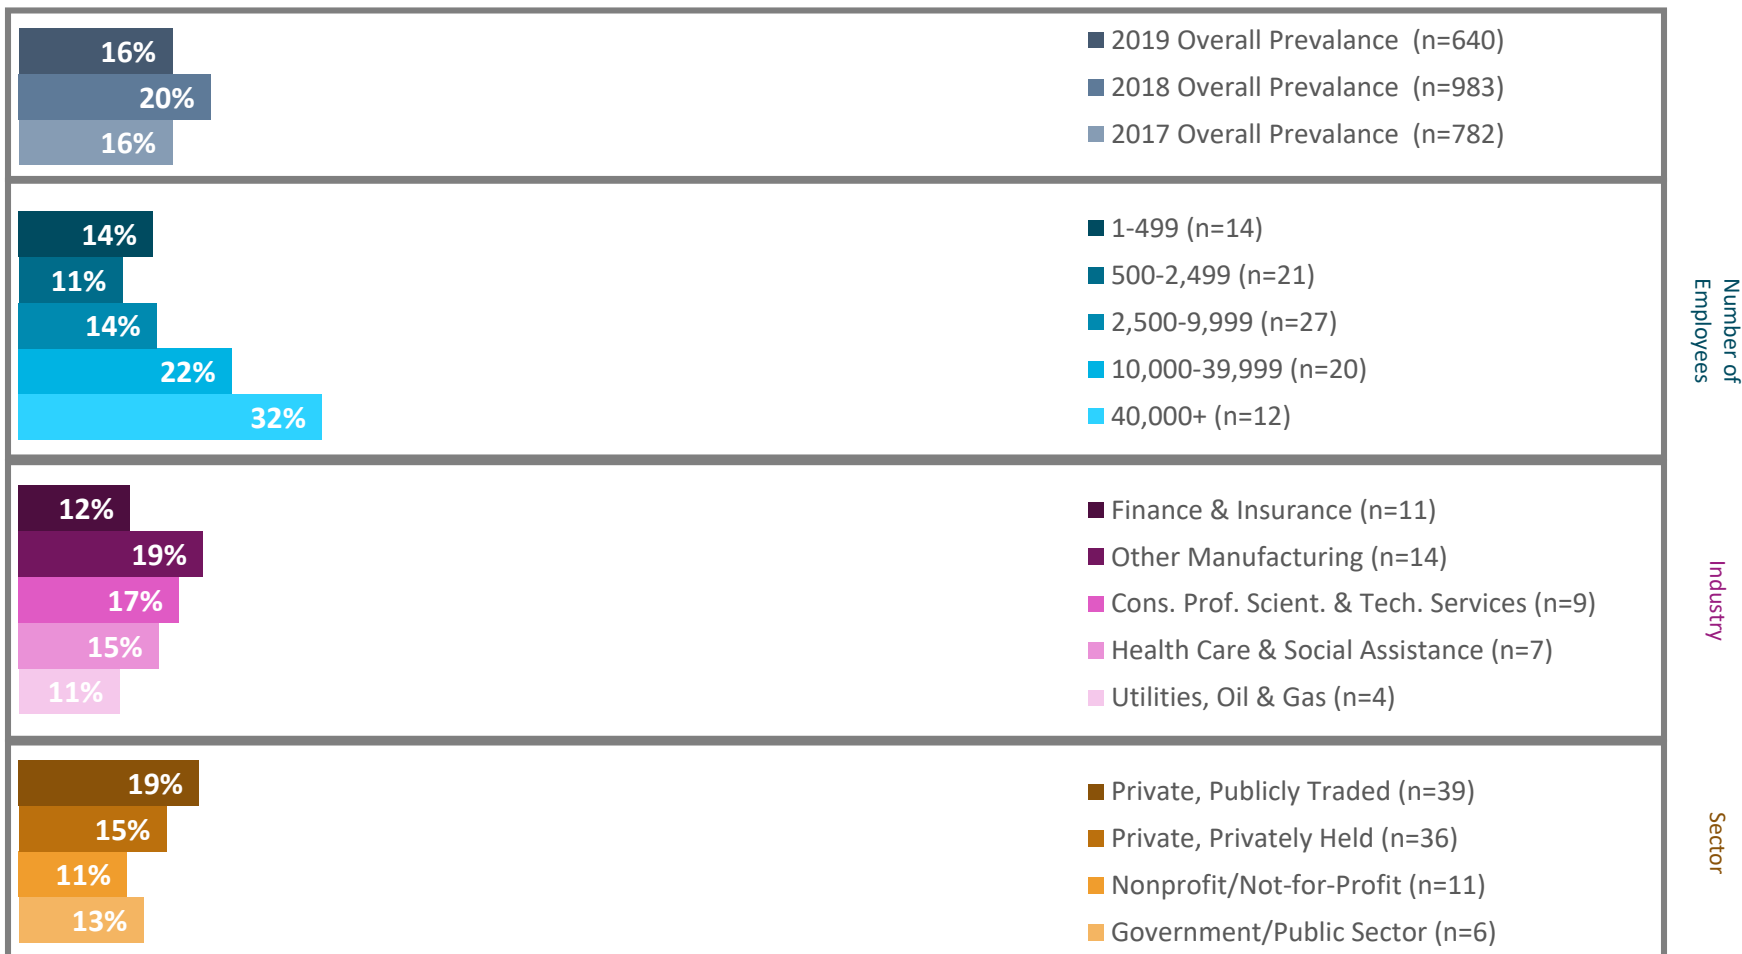 16%
20%
16%
2019 Overall Prevalance (n=640)
2018 Overall Prevalance (n=983)
2017 Overall Prevalance (n=782)
14%
11%
14%
22%
32%
1-499 (n=14)
500-2,499 (n=21)
2,500-9,999 (n=27)
10,000-39,999 (n=20)
40,000+ (n=12)
Number of
Employees
12%
19%
17%
15%
11%
Finance & Insurance (n=11)
Other Manufacturing (n=14)
Cons. Prof. Scient. & Tech. Services (n=9)
Health Care & Social Assistance (n=7)
Utilities, Oil & Gas (n=4)
Industry
19%
15%
11%
13%
Private, Publicly Traded (n=39)
Private, Privately Held (n=36)
Nonprofit/Not-for-Profit (n=11)
Government/Public Sector (n=6)
Sector